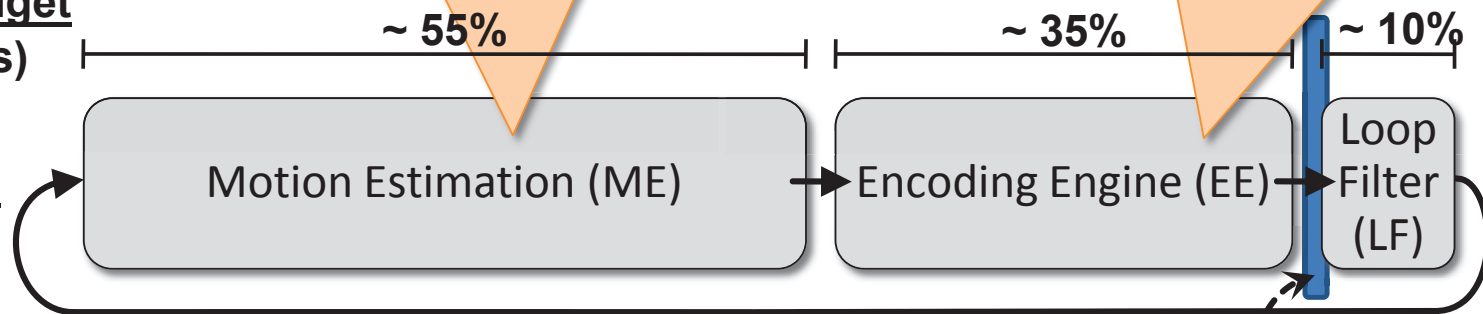 ~ 55%
~ 35%
~ 10%
s)
Motion Estimation (ME)
Encoding Engine (EE)
Loop
Filter
(LF)